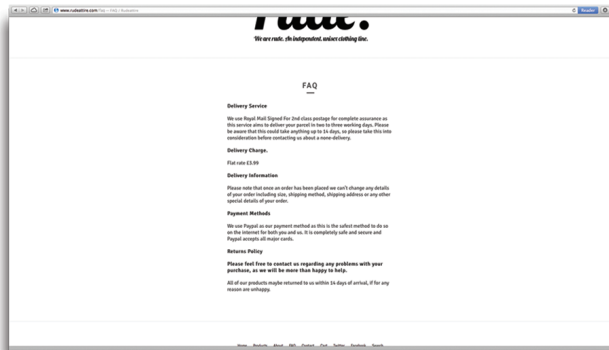 www.rudeattire.com
Reader
rude.
We are rude. An independent, unisex clothing line.
FAQ
Delivery Service
We use Royal Mail Signed For 2nd class postage for complete assurance as
this service aims to deliver your parcel in two to three working days. Please
be aware that this could take anything up to 14 days, so please take this into
consideration before contacting us about a none-delivery.
Delivery Charge.
Flat rate £3.99
Delivery Information
Please note that once an order has been placed we can't change any details
of your order including size, shipping method, shipping address or any other
special details of your order.
Payment Methods
We use Paypal as our payment method as this is the safest method to do so
on the internet for both you and us. It is completely safe and secure and
Paypal accepts all major cards.
Returns Policy
Please feel free to contact us regarding any problems with your
purchase, as we will be more than happy to help.
All of our products maybe returned to us within 14 days of arrival, if for any
reason are unhappy.
Home Products About FAQ Contact Cart Twitter Facebook Search